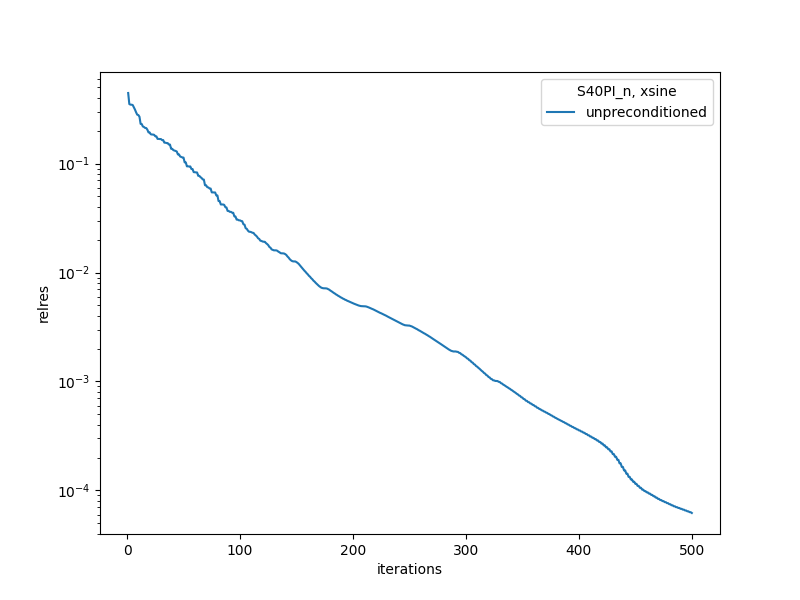 S40PI_n, xsine
unpreconditioned
relres
10⁻¹
10⁻²
10⁻³
10⁻⁴
0 100 200 300 400 500
iterations